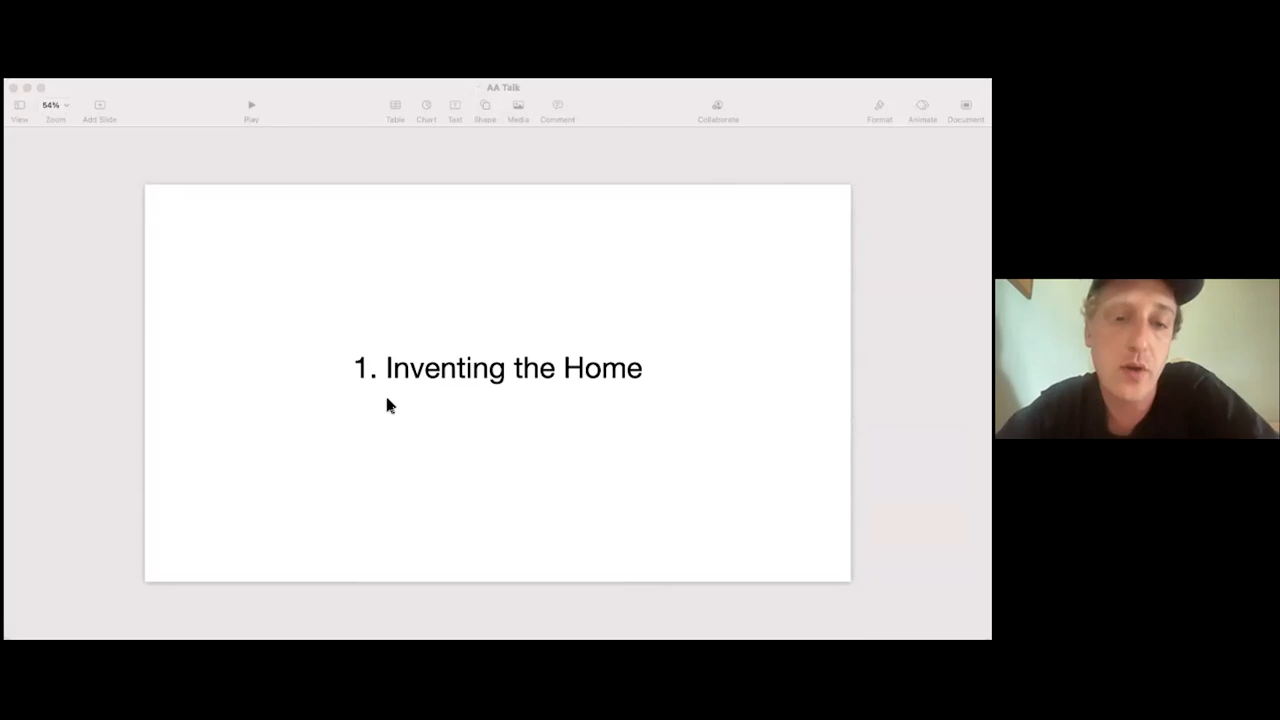 AA Talk
54%
View
Zoom
Add Slide
Play
Table
Chart
Text
Shape
Media
Comment
Collaborate
Format
Animate
Document
1. Inventing the Home